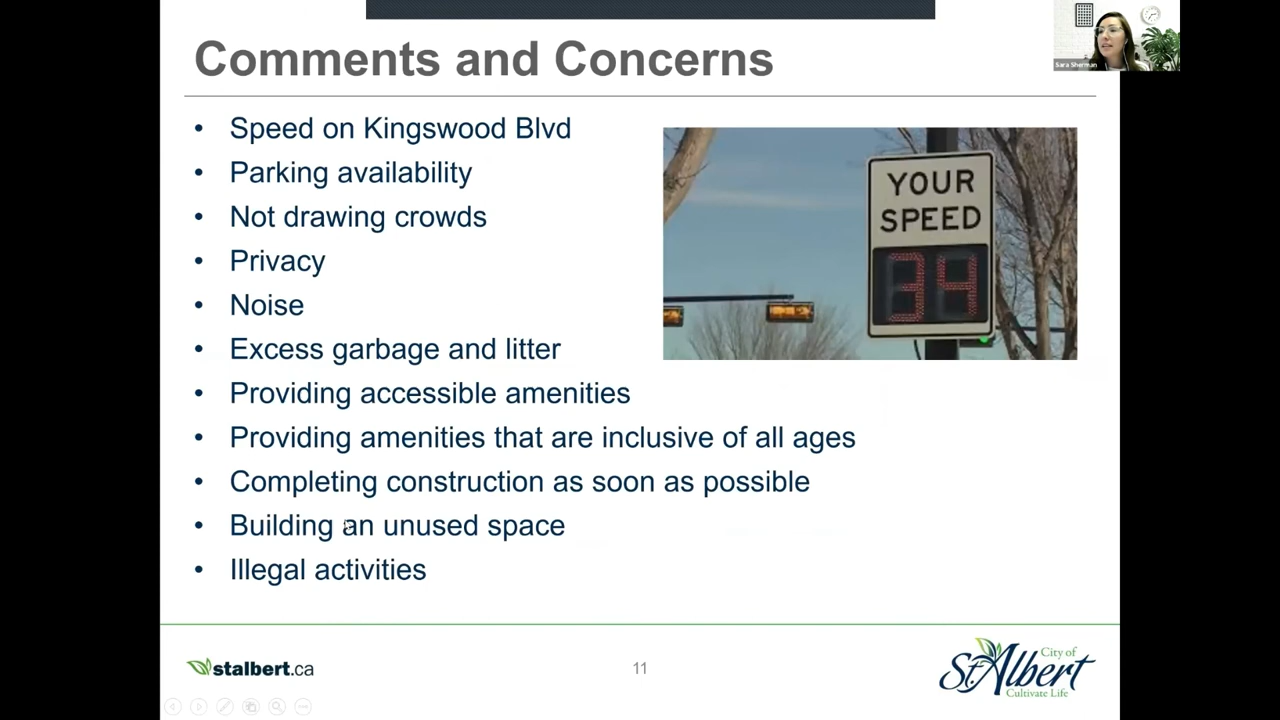 Comments and Concerns
Sara Sherman
• Speed on Kingswood Blvd
• Parking availability
• Not drawing crowds
• Privacy
• Noise
• Excess garbage and litter
• Providing accessible amenities
• Providing amenities that are inclusive of all ages
• Completing construction as soon as possible
• Building an unused space
• Illegal activities
YOUR
SPEED
34
stalbert.ca
11
City of
St. Albert
Cultivate Life